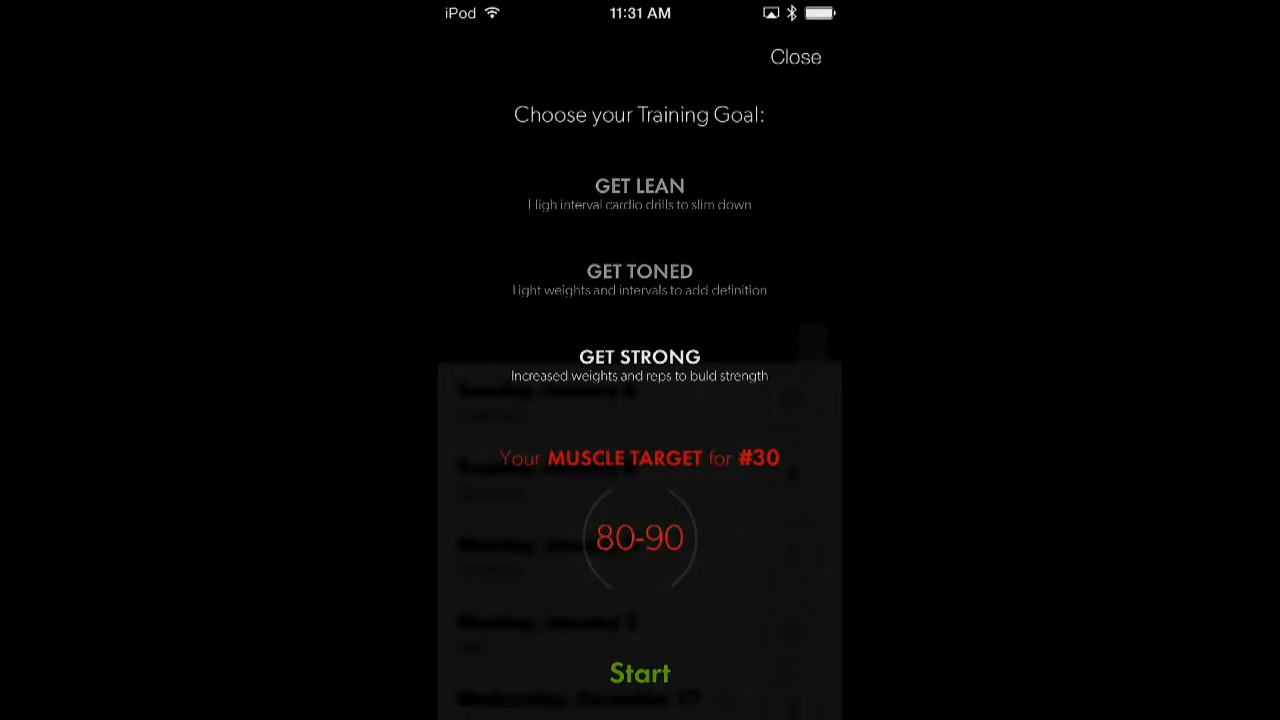 iPod 11:31 AM
Close
Choose your Training Goal:
GET LEAN
High interval cardio drills to slim down
GET TONED
Light weights and intervals to add definition
GET STRONG
Increased weights and reps to buld strength
Your MUSCLE TARGET for #30
80-90
Start